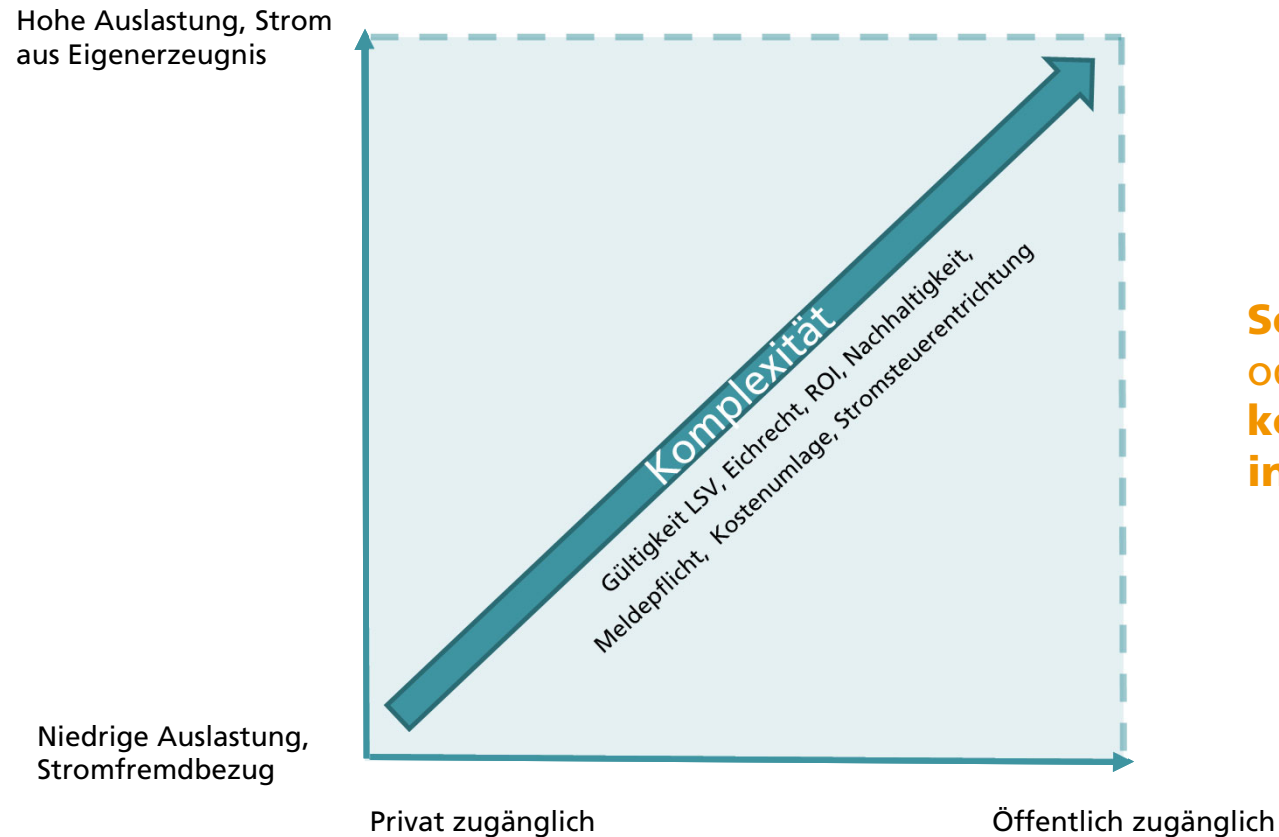 Hohe Auslastung, Strom
aus Eigenerzeugnis
Komplexität
Gültigkeit LSV, Eichrecht, ROI, Nachhaltigkeit,
Meldepflicht, Kostenumlage, Stromsteuerentrichtung
Niedrige Auslastung,
Stromfremdbezug
Privat zugänglich
Öffentlich zugänglich